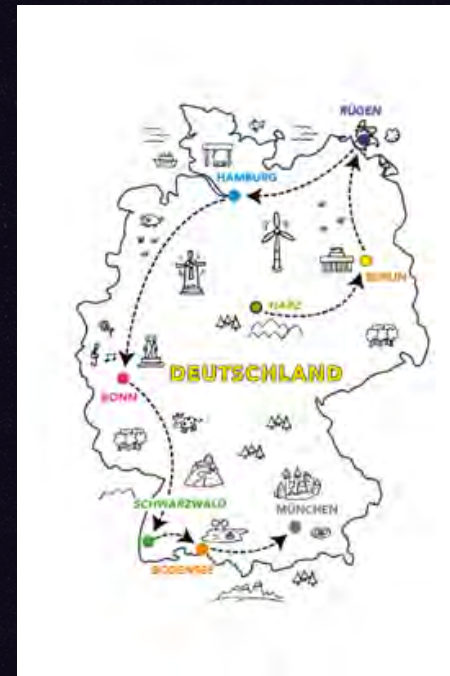 RÜGEN
HAMBURG
BERLIN
HARZ
DEUTSCHLAND
BONN
SCHWARZWALD
MÜNCHEN
BODENSEE